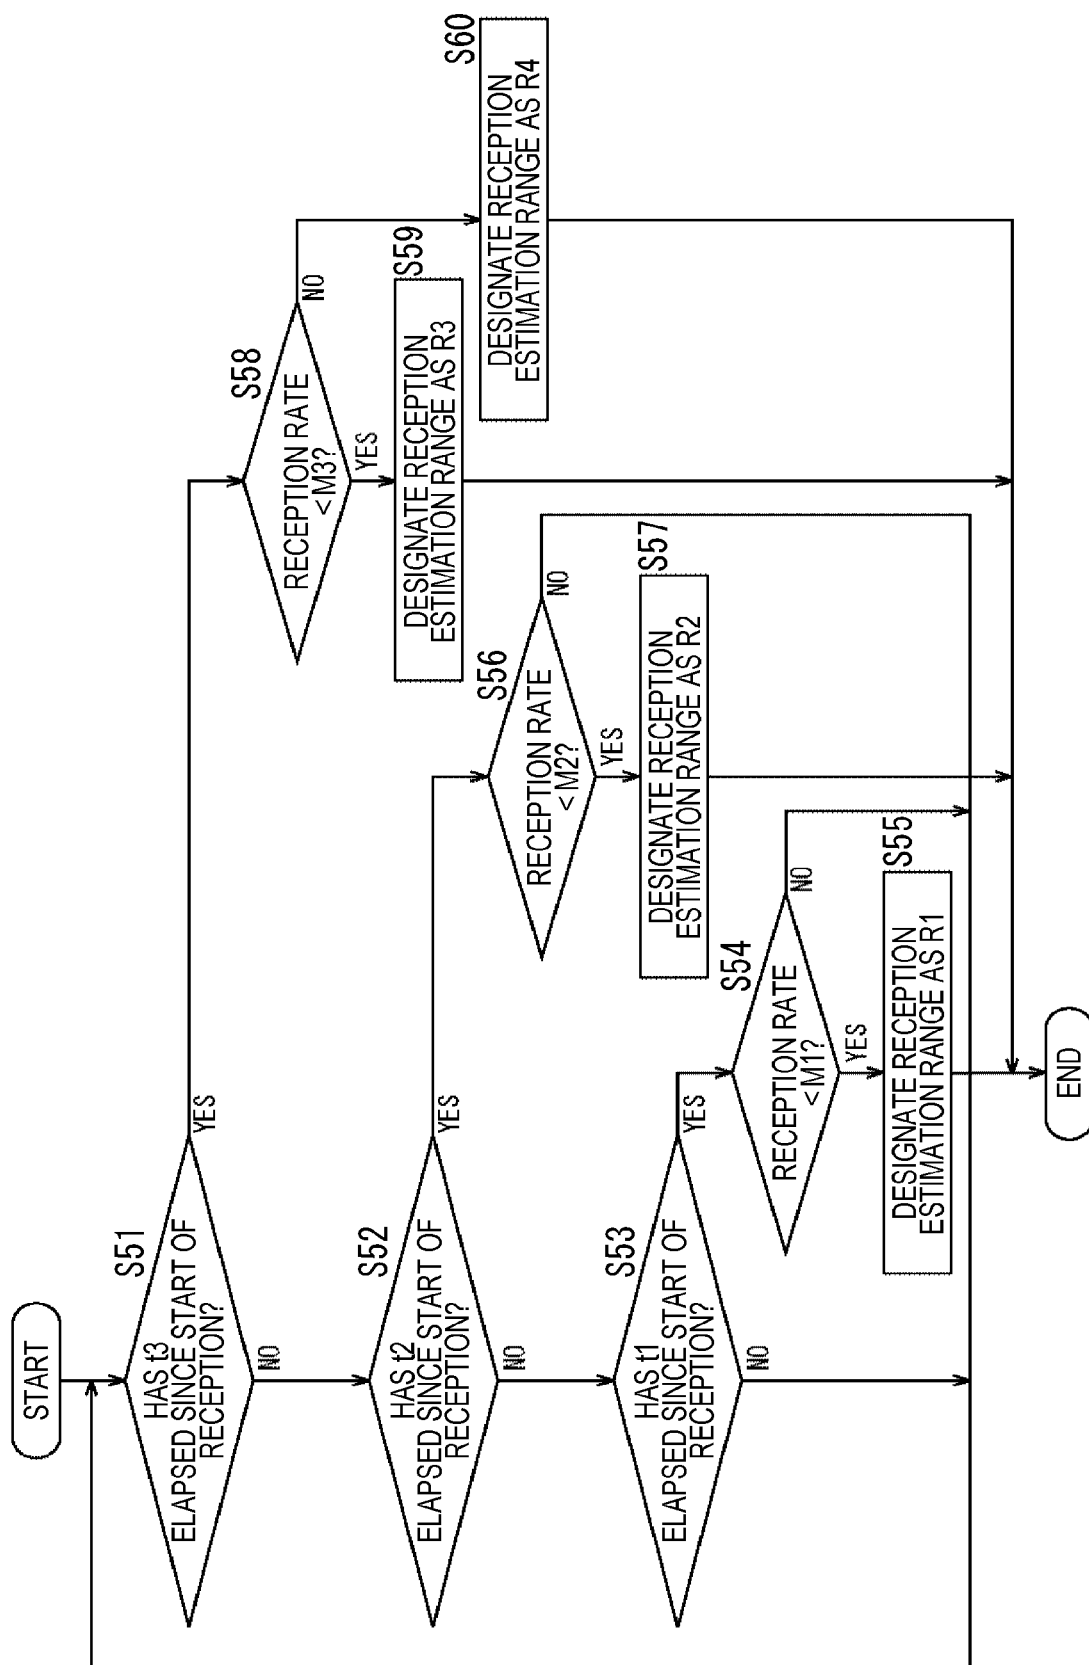 START
S51
HAS t3
ELAPSED SINCE START OF
RECEPTION?
YES
NO
S52
HAS t2
ELAPSED SINCE START OF
RECEPTION?
YES
NO
S53
HAS t1
ELAPSED SINCE START OF
RECEPTION?
YES
NO
S54
RECEPTION RATE
<M1?
NO
YES
S55
DESIGNATE RECEPTION
ESTIMATION RANGE AS R1
S56
RECEPTION RATE
<M2?
NO
YES
S57
DESIGNATE RECEPTION
ESTIMATION RANGE AS R2
S58
RECEPTION RATE
<M3?
NO
YES
S59
DESIGNATE RECEPTION
ESTIMATION RANGE AS R3
S60
DESIGNATE RECEPTION
ESTIMATION RANGE AS R4
END